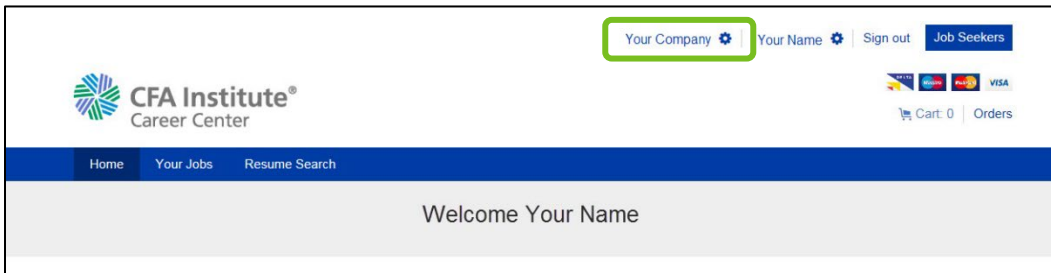 Your Company Your Name Sign out Job Seekers
CFA Institute®
Career Center
VISA
Cart: 0 Orders
Home Your Jobs Resume Search
Welcome Your Name